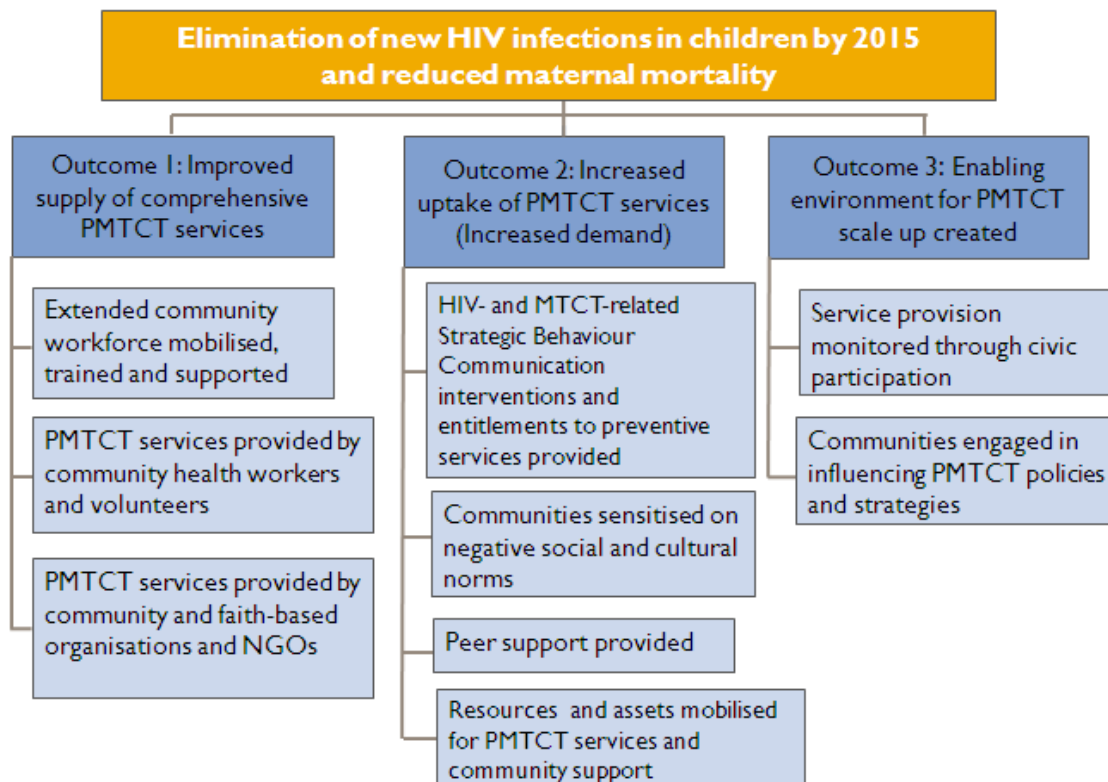 Elimination of new HIV infections in children by 2015
and reduced maternal mortality
Outcome 1: Improved
supply of comprehensive
PMTCT services
Extended community
workforce mobilised,
trained and supported
PMTCT services provided by
community health workers
and volunteers
PMTCT services provided by
community and faith-based
organisations and NGOs
Outcome 2: Increased
uptake of PMTCT services
(Increased demand)
HIV- and MTCT-related
Strategic Behaviour
Communication
interventions and
entitlements to preventive
services provided
Communities sensitised on
negative social and cultural
norms
Peer support provided
Resources and assets mobilised
for PMTCT services and
community support
Outcome 3: Enabling
environment for PMTCT
scale up created
Service provision
monitored through civic
participation
Communities engaged in
influencing PMTCT policies
and strategies